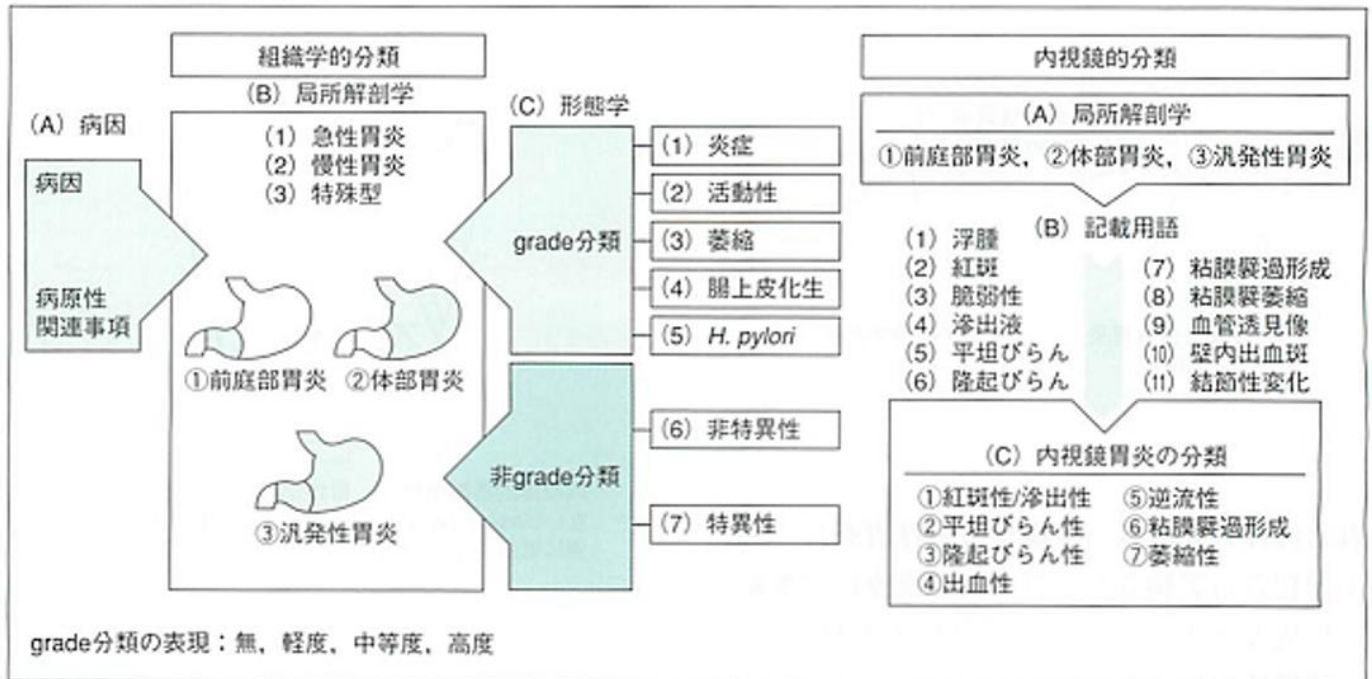 組織学的分類
(A) 病因
病因
病原性
関連事項
(B) 局所解剖学
(1) 急性胃炎
(2) 慢性胃炎
(3) 特殊型
①前庭部胃炎
②体部胃炎
③汎発性胃炎
(C) 形態学
grade分類
(1) 炎症
(2) 活動性
(3) 萎縮
(4) 腸上皮化生
(5) H. pylori
非grade分類
(6) 非特異性
(7) 特異性
grade分類の表現：無，軽度，中等度，高度
内視鏡的分類
(A) 局所解剖学
①前庭部胃炎，②体部胃炎，③汎発性胃炎
(B) 記載用語
(1) 浮腫
(2) 紅斑
(3) 脆弱性
(4) 滲出液
(5) 平坦びらん
(6) 隆起びらん
(7) 粘膜襞過形成
(8) 粘膜襞萎縮
(9) 血管透見像
(10) 壁内出血斑
(11) 結節性変化
(C) 内視鏡胃炎の分類
①紅斑性/滲出性
②平坦びらん性
③隆起びらん性
④出血性
⑤逆流性
⑥粘膜襞過形成
⑦萎縮性